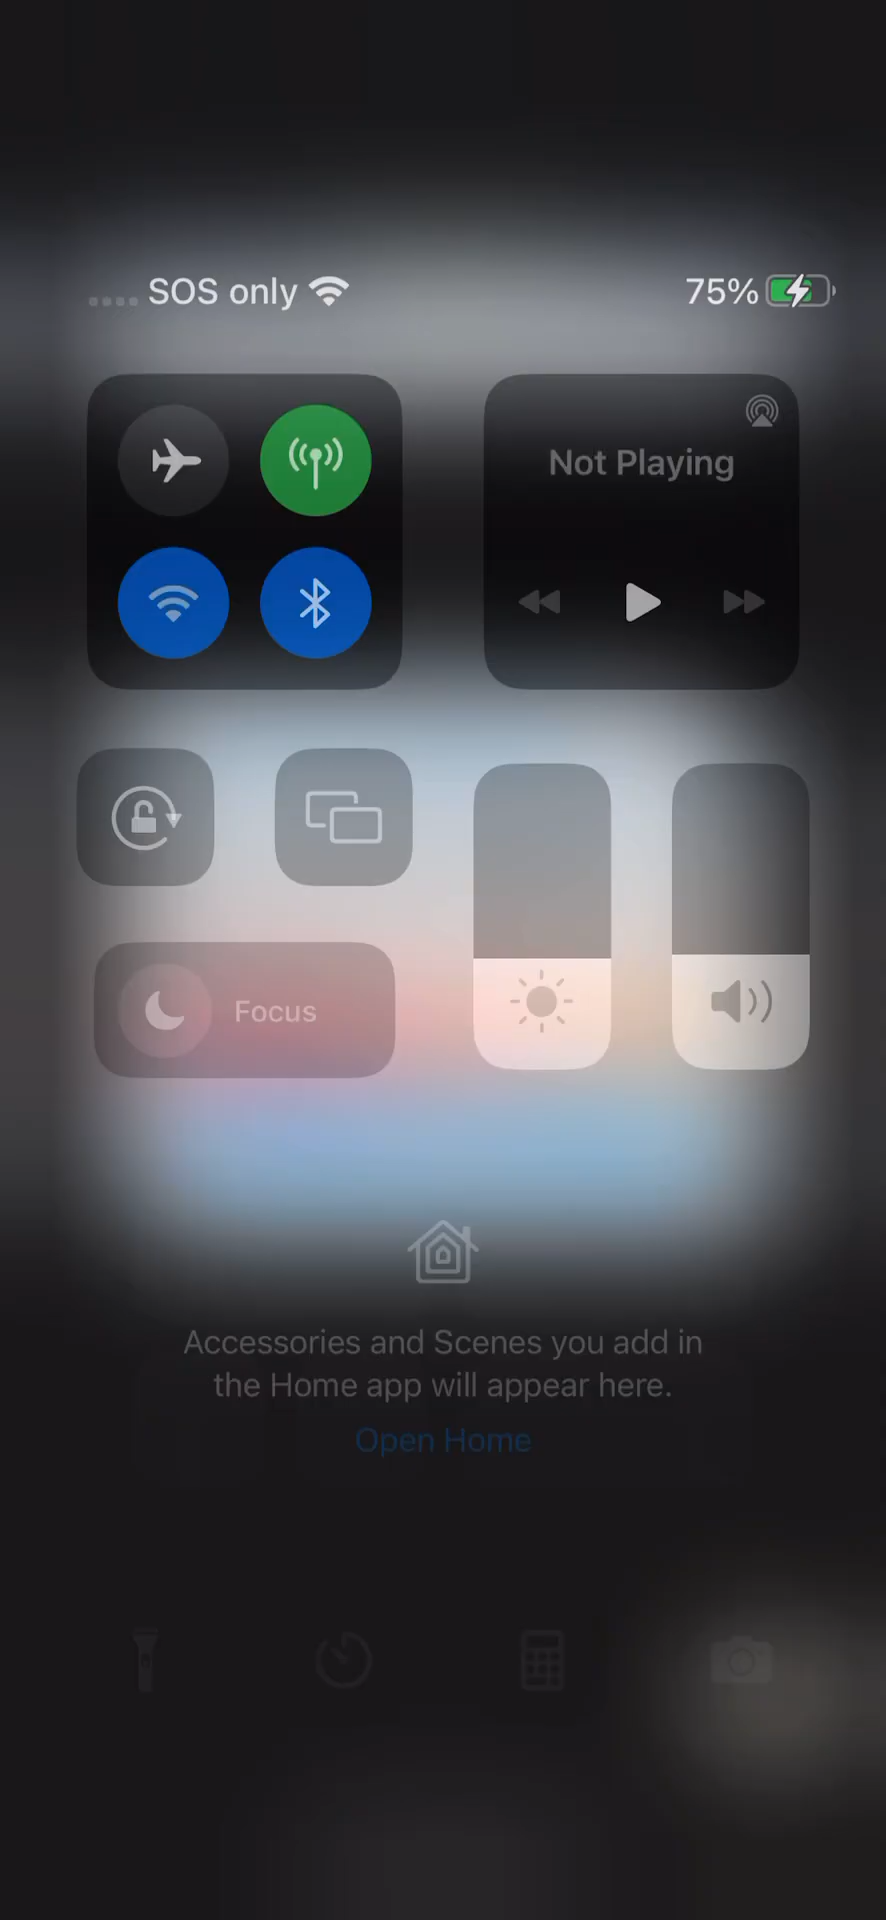 SOS only
75%
Not Playing
Focus
Accessories and Scenes you add in
the Home app will appear here.
Open Home